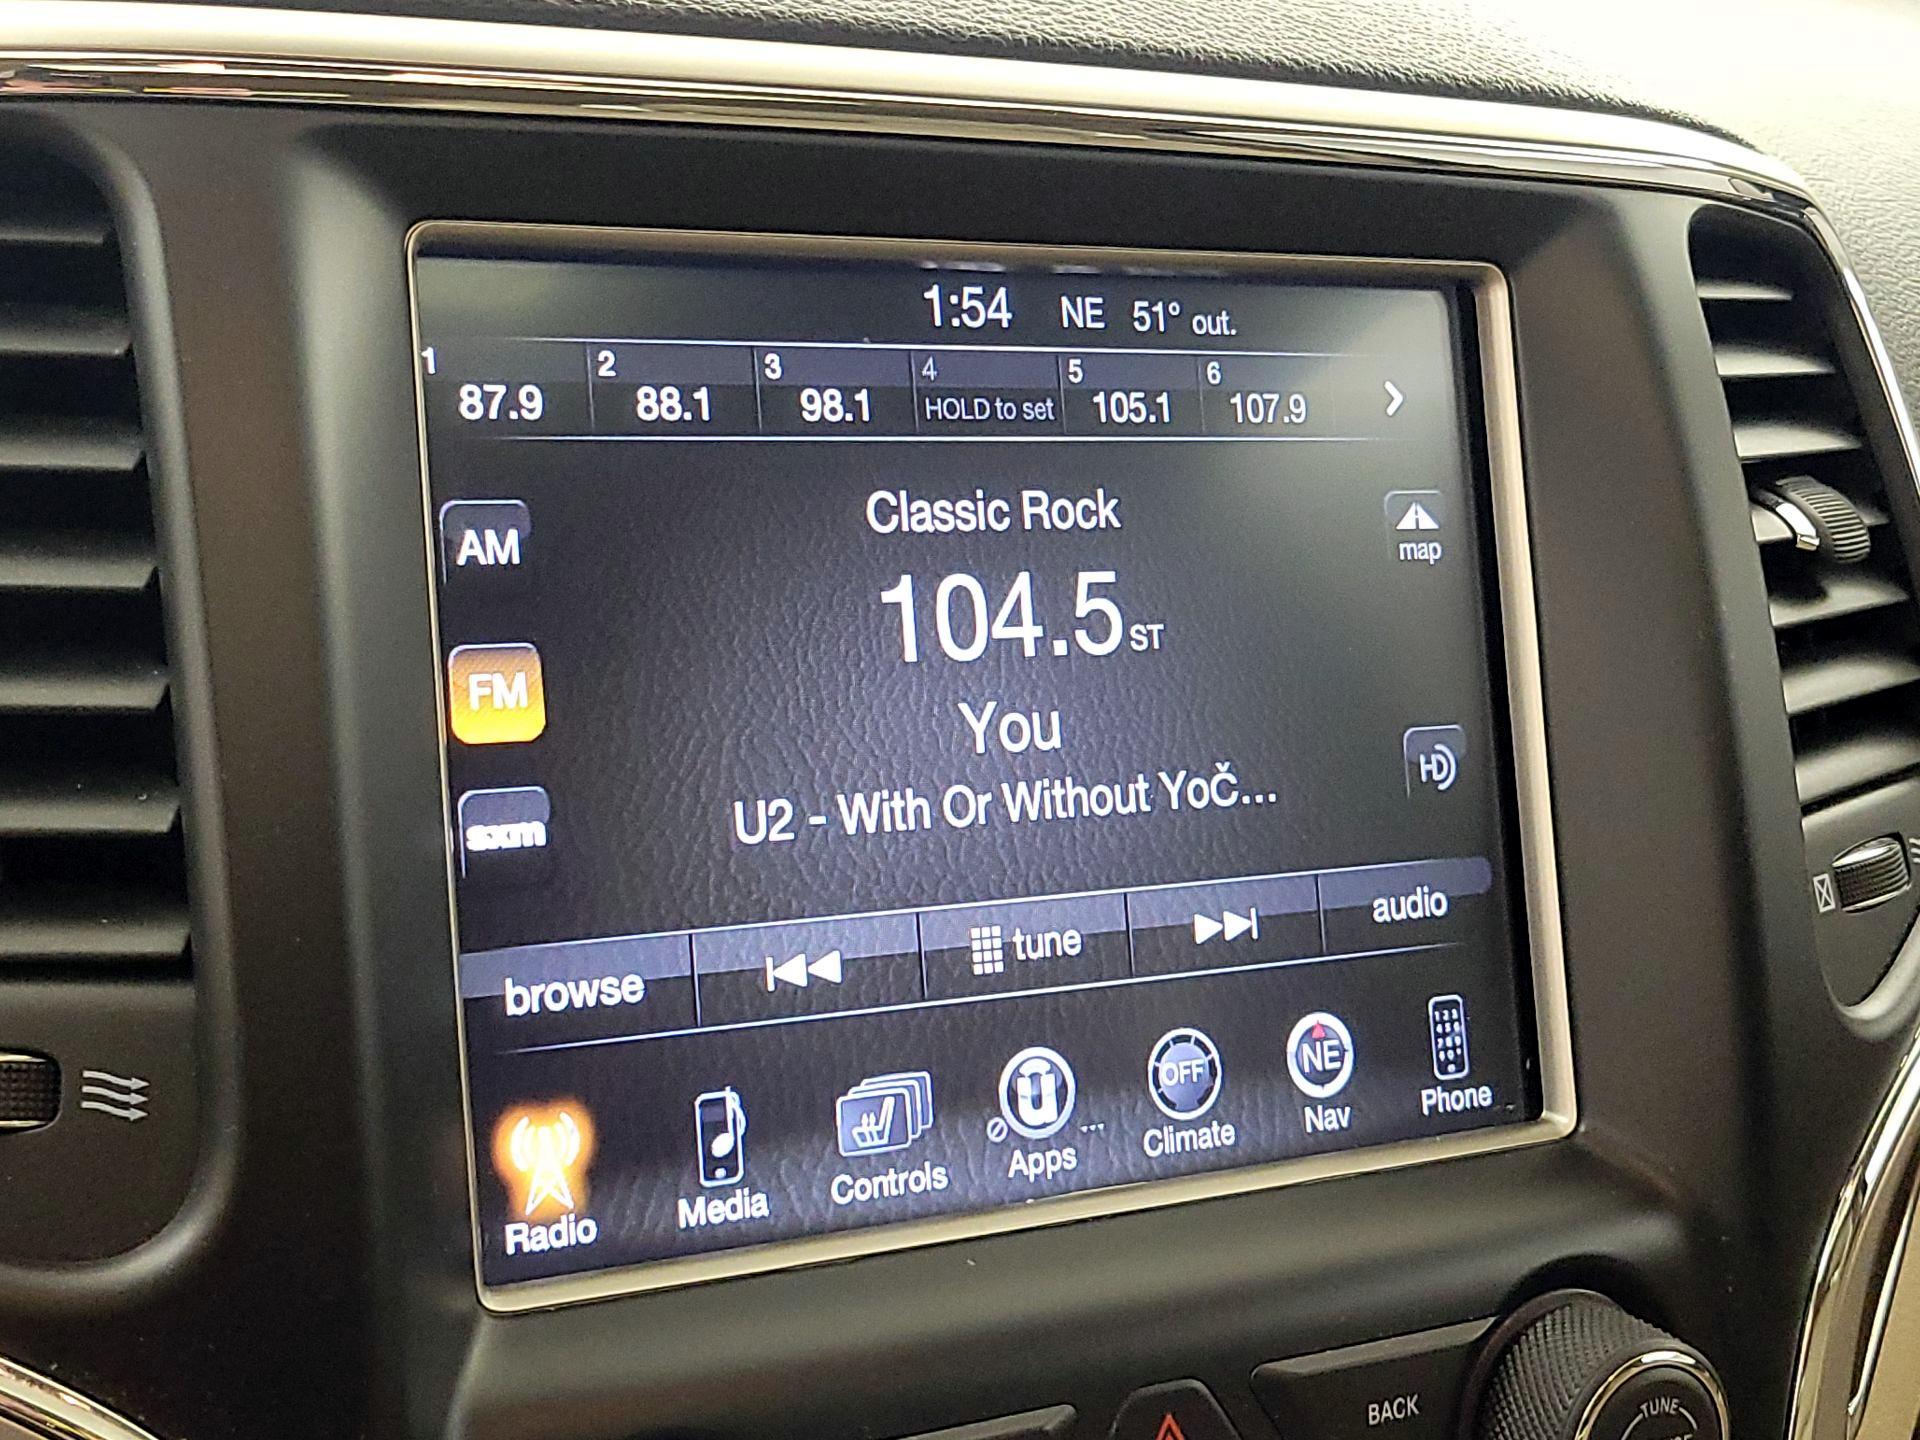 1:54 NE 51° out.
1 2 3 4 5 6
87.9 88.1 98.1 HOLD to set 105.1 107.9
Classic Rock
AM
map
104.5 ST
FM
You
HD
U2 - With Or Without YoČ...
sxm
browse tune audio
OFF NE
Radio Media Controls Apps Climate Nav Phone
BACK
TUNE